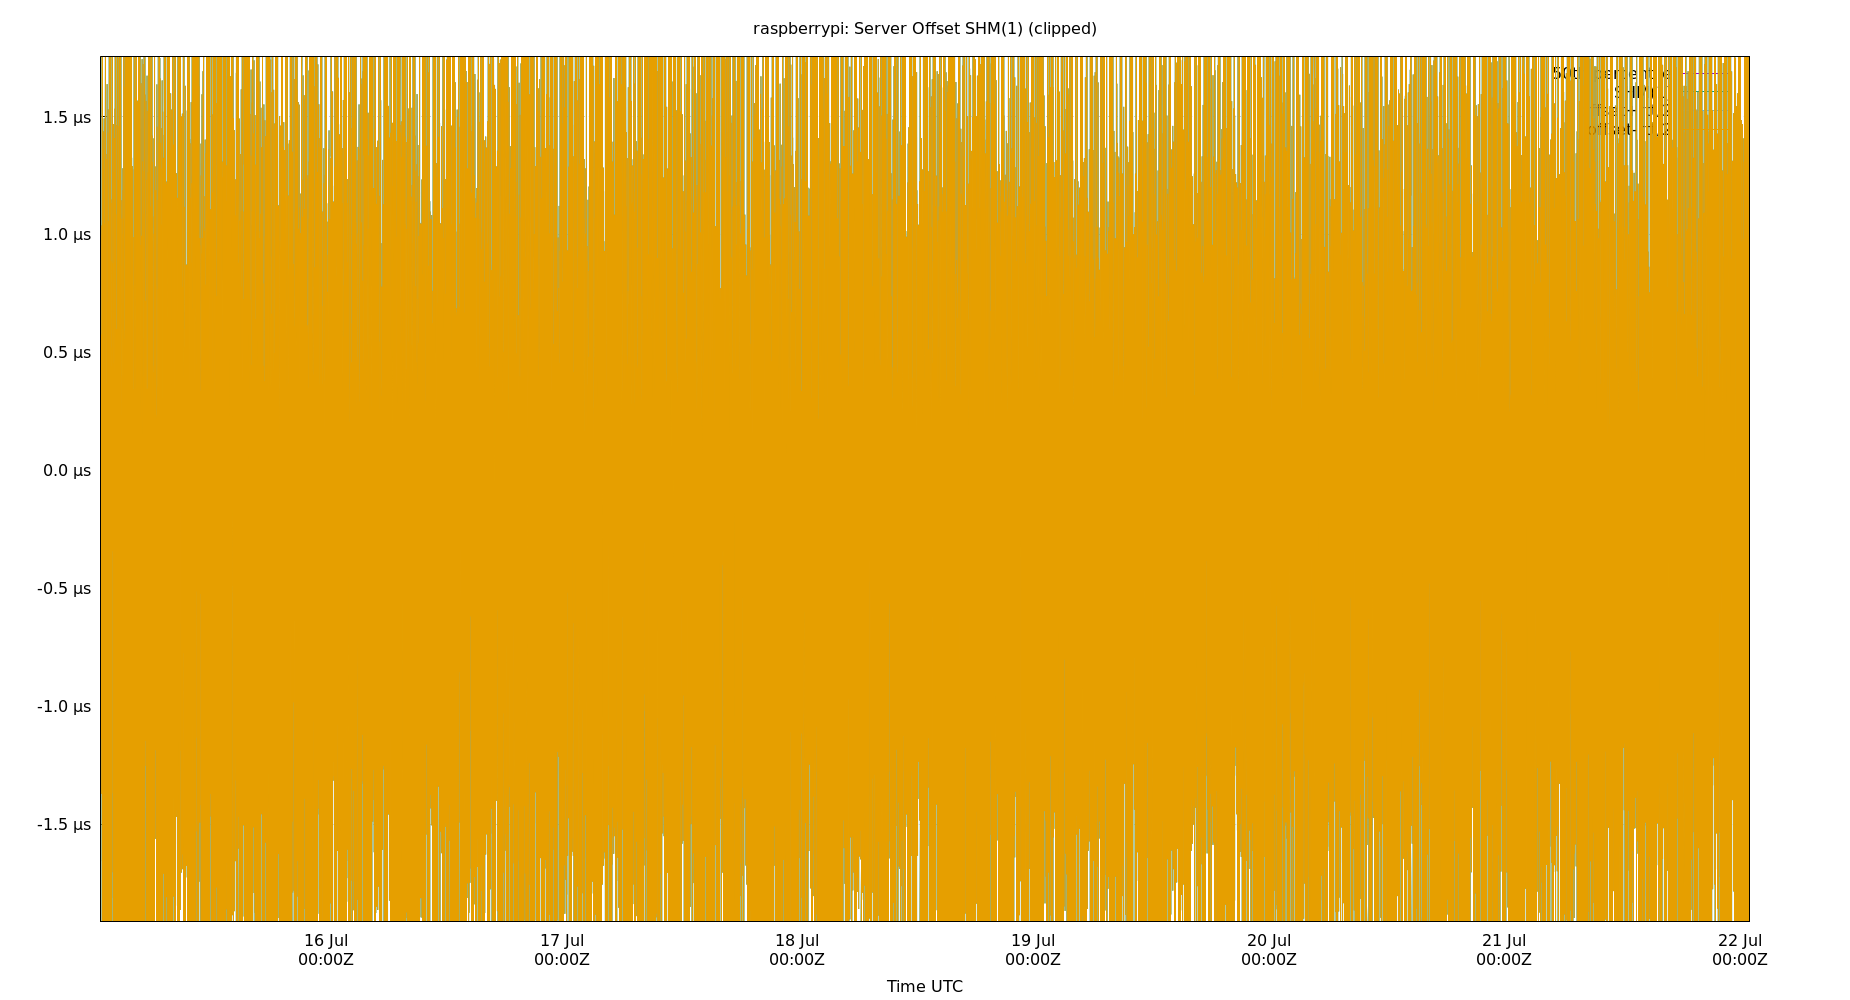 raspberrypi: Server Offset SHM(1) (clipped)
1.5 µs
1.0 µs
0.5 µs
0.0 µs
-0.5 µs
-1.0 µs
-1.5 µs
16 Jul
00:00Z
17 Jul
00:00Z
18 Jul
00:00Z
19 Jul
00:00Z
20 Jul
00:00Z
21 Jul
00:00Z
22 Jul
00:00Z
Time UTC